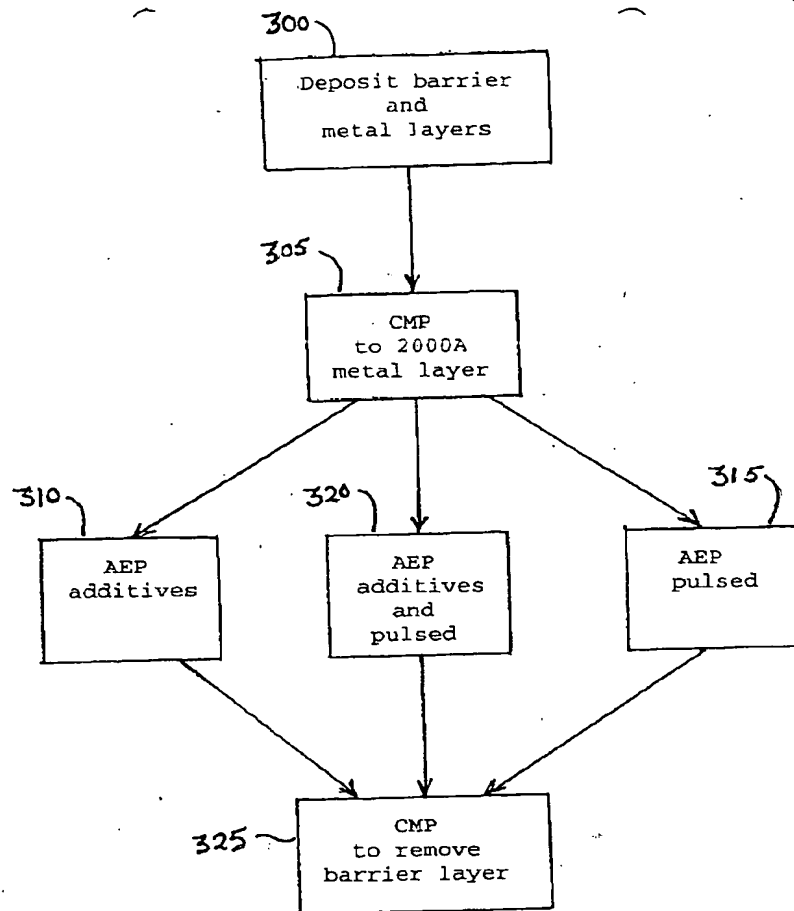 300
Deposit barrier
and
metal layers
305
CMP
to 2000A
metal layer
310
AEP
additives
320
AEP
additives
and
pulsed
315
AEP
pulsed
325
CMP
to remove
barrier layer